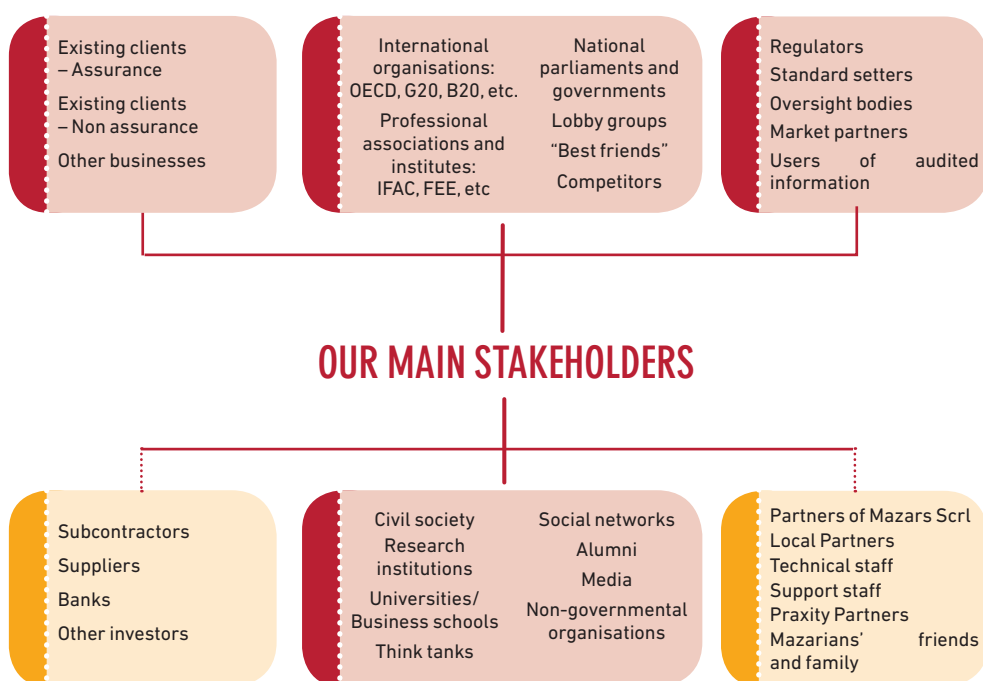 Existing clients
– Assurance
Existing clients
– Non assurance
Other businesses
International
organisations:
OECD, G20, B20, etc.
Professional
associations and
institutes:
IFAC, FEE, etc
National
parliaments and
governments
Lobby groups
“Best friends”
Competitors
Regulators
Standard setters
Oversight bodies
Market partners
Users of audited
information
OUR MAIN STAKEHOLDERS
Subcontractors
Suppliers
Banks
Other investors
Civil society
Research
institutions
Universities/
Business schools
Think tanks
Social networks
Alumni
Media
Non-governmental
organisations
Partners of Mazars Scrl
Local Partners
Technical staff
Support staff
Praxity Partners
Mazarians’ friends
and family